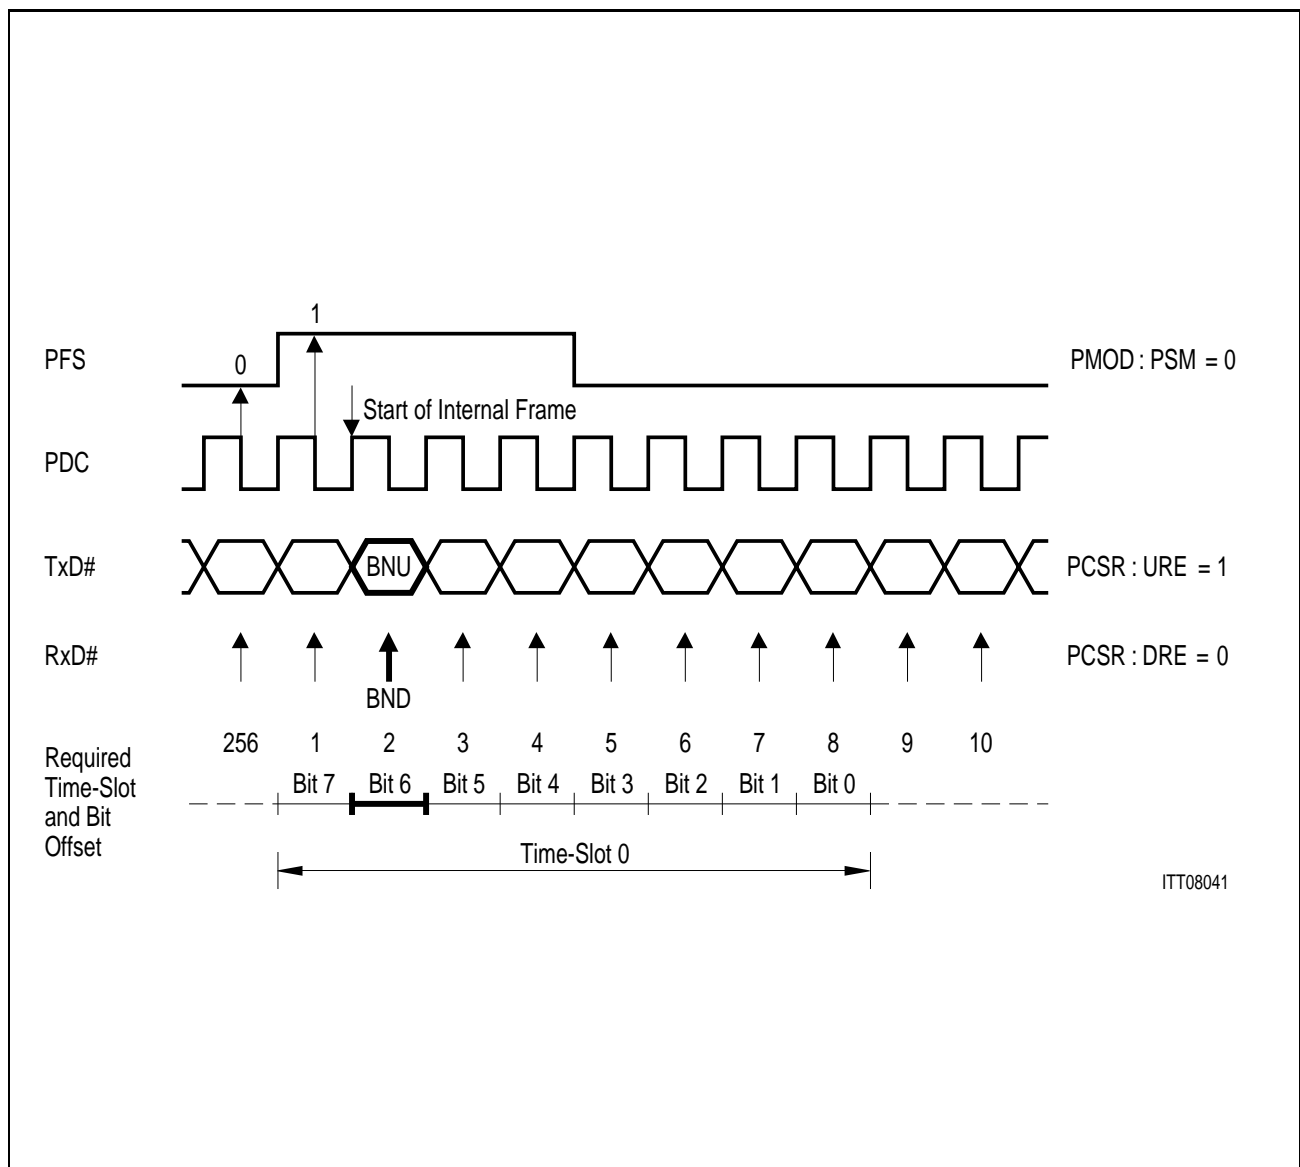 1
0
PFS
PMOD : PSM = 0
Start of Internal Frame
PDC
TxD#
BNU
PCSR : URE = 1
RxD#
PCSR : DRE = 0
BND
256 1 2 3 4 5 6 7 8 9 10
Required
Time-Slot
and Bit
Offset
Bit 7 Bit 6 Bit 5 Bit 4 Bit 3 Bit 2 Bit 1 Bit 0
Time-Slot 0
ITT08041